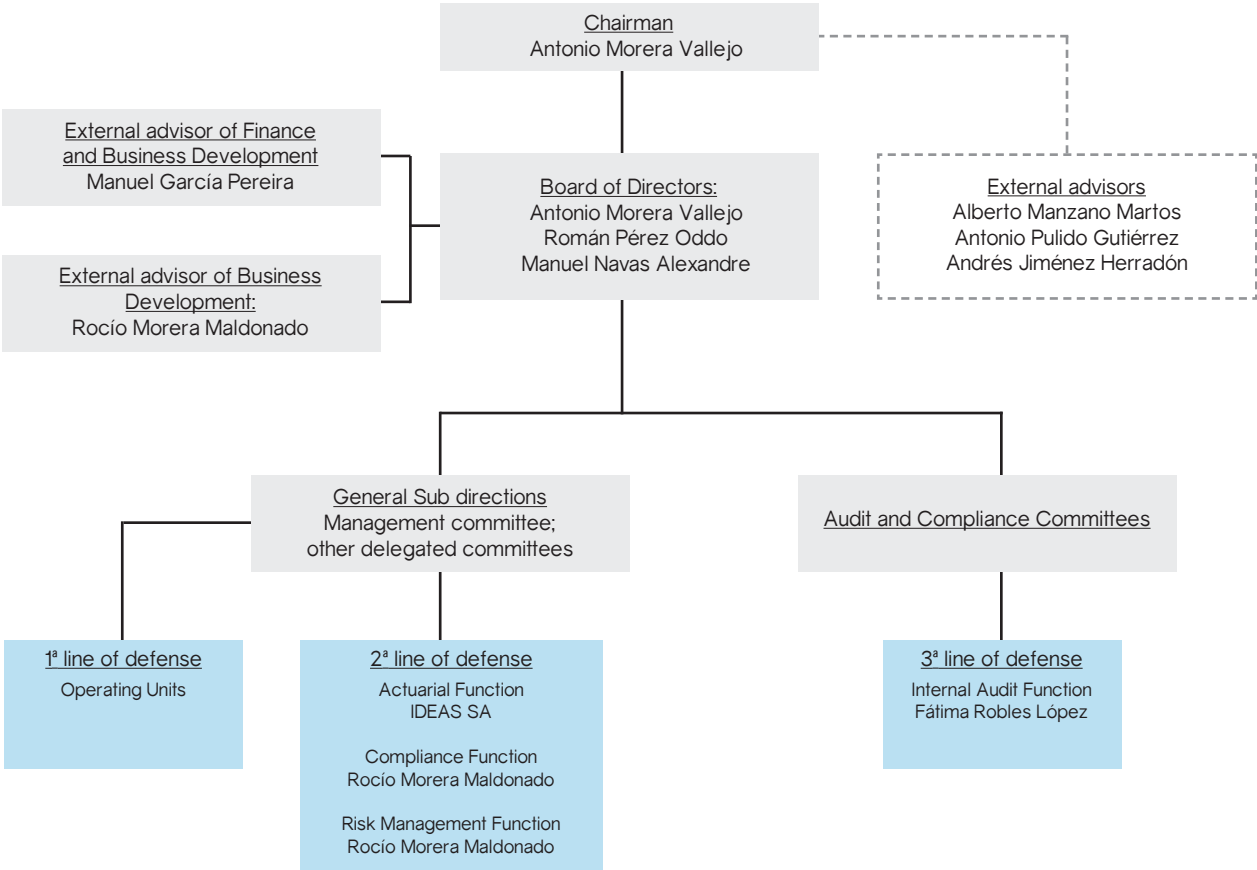 Chairman
Antonio Morera Vallejo
External advisor of Finance
and Business Development
Manuel García Pereira
External advisor of Business
Development:
Rocío Morera Maldonado
Board of Directors:
Antonio Morera Vallejo
Román Pérez Oddo
Manuel Navas Alexandre
External advisors
Alberto Manzano Martos
Antonio Pulido Gutiérrez
Andrés Jiménez Herradón
General Sub directions
Management committee;
other delegated committees
Audit and Compliance Committees
1ª line of defense
Operating Units
2ª line of defense
Actuarial Function
IDEAS SA
Compliance Function
Rocío Morera Maldonado
Risk Management Function
Rocío Morera Maldonado
3ª line of defense
Internal Audit Function
Fátima Robles López